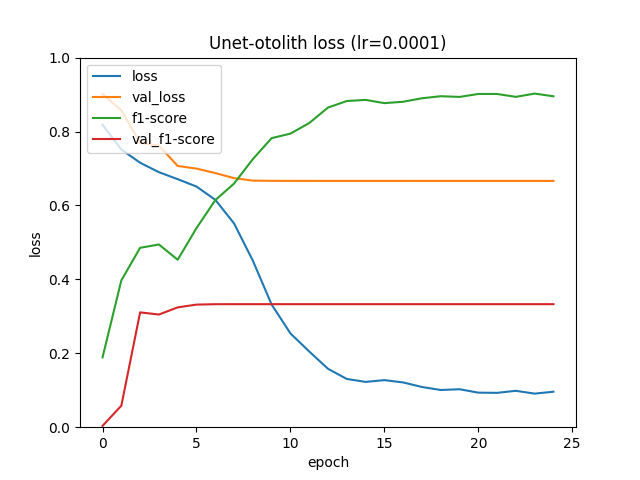 Unet-otolith loss (lr=0.0001)
loss
val_loss
f1-score
val_f1-score
1.0
0.8
0.6
0.4
0.2
0.0
loss
0 5 10 15 20 25
epoch